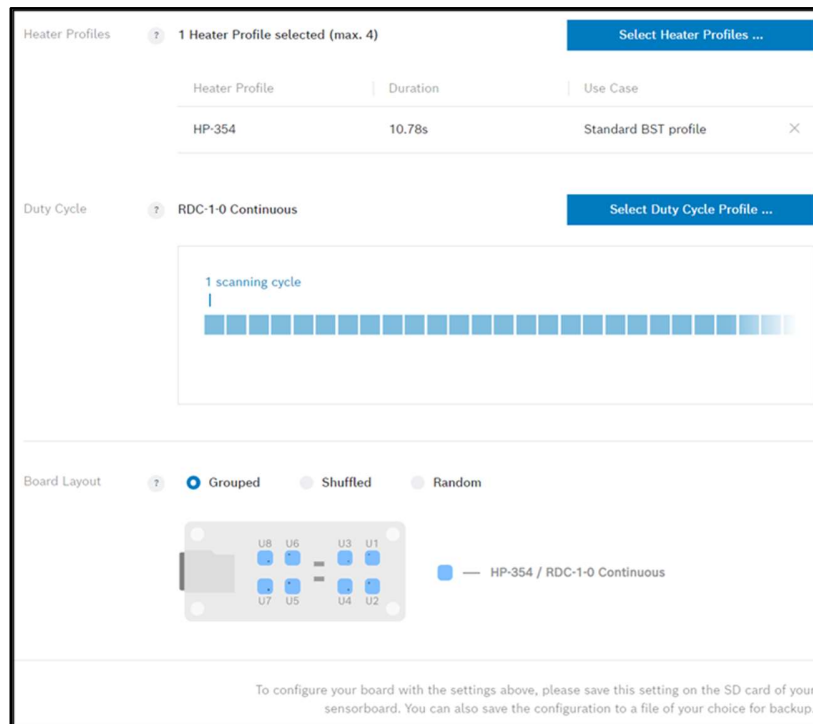 Heater Profiles ? 1 Heater Profile selected (max. 4) Select Heater Profiles ...
Heater Profile Duration Use Case
HP-354 10.78s Standard BST profile
Duty Cycle ? RDC-1-0 Continuous Select Duty Cycle Profile ...
1 scanning cycle
Board Layout ? Grouped Shuffled Random
U8 U6 U3 U1
HP-354 / RDC-1-0 Continuous
U7 U5 U4 U2
To configure your board with the settings above, please save this setting on the SD card of your
sensorboard. You can also save the configuration to a file of your choice for backup.